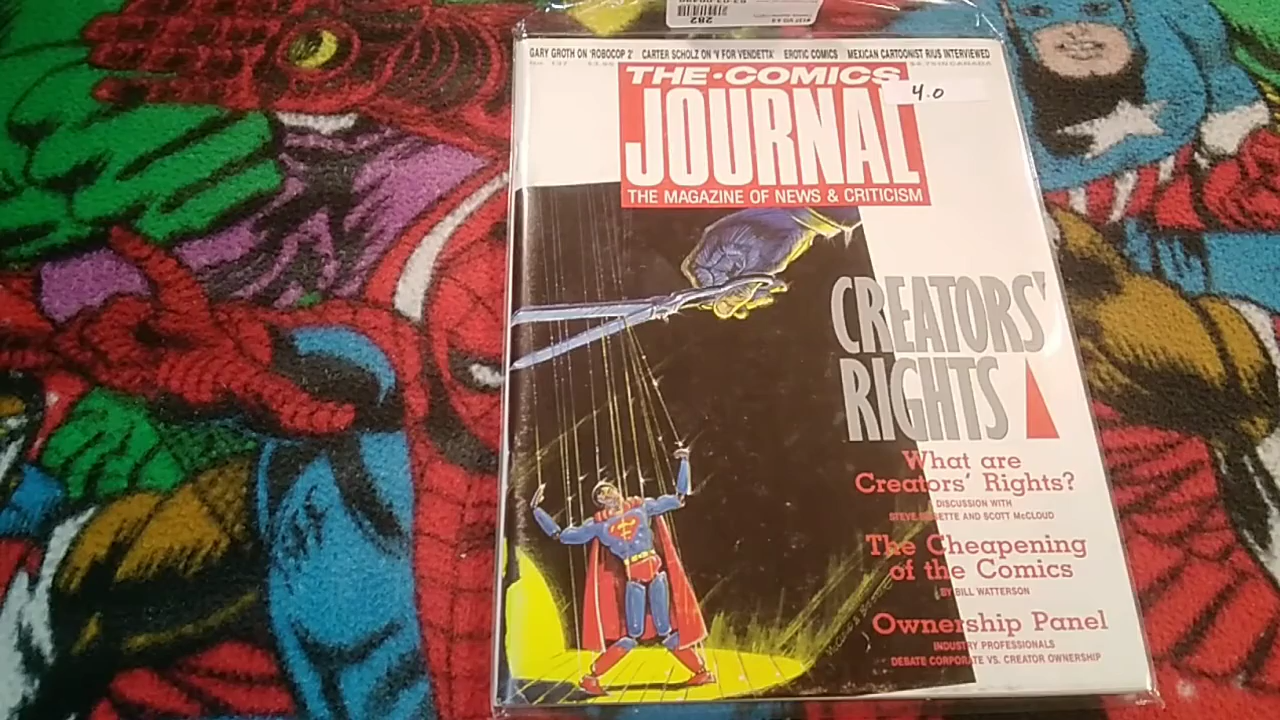 282
GARY GROTH ON 'ROBOCOP 2' CARTER SCHOLZ ON 'V FOR VENDETTA' EROTIC COMICS MEXICAN CARTOONIST RIUS INTERVIEWED
THE·COMICS
JOURNAL
4.0
THE MAGAZINE OF NEWS & CRITICISM
CREATORS'
RIGHTS
What are
Creators' Rights?
DISCUSSION WITH
STEVE AND SCOTT McCLOUD
The Cheapening
of the Comics
BY BILL WATTERSON
Ownership Panel
INDUSTRY PROFESSIONALS
DEBATE CORPORATE VS. CREATOR OWNERSHIP